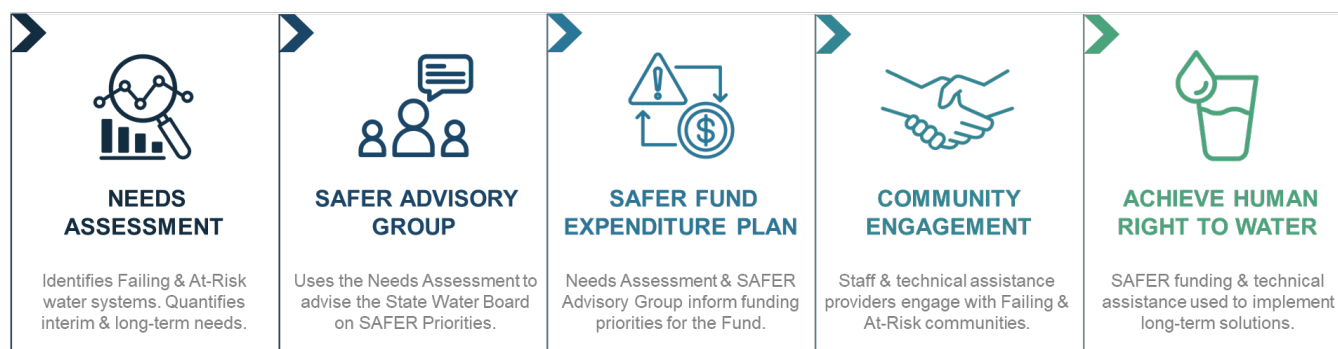 NEEDS
ASSESSMENT
Identifies Failing & At-Risk
water systems. Quantifies
interim & long-term needs.
SAFER ADVISORY
GROUP
Uses the Needs Assessment to
advise the State Water Board
on SAFER Priorities.
SAFER FUND
EXPENDITURE PLAN
Needs Assessment & SAFER
Advisory Group inform funding
priorities for the Fund.
COMMUNITY
ENGAGEMENT
Staff & technical assistance
providers engage with Failing &
At-Risk communities.
ACHIEVE HUMAN
RIGHT TO WATER
SAFER funding & technical
assistance used to implement
long-term solutions.